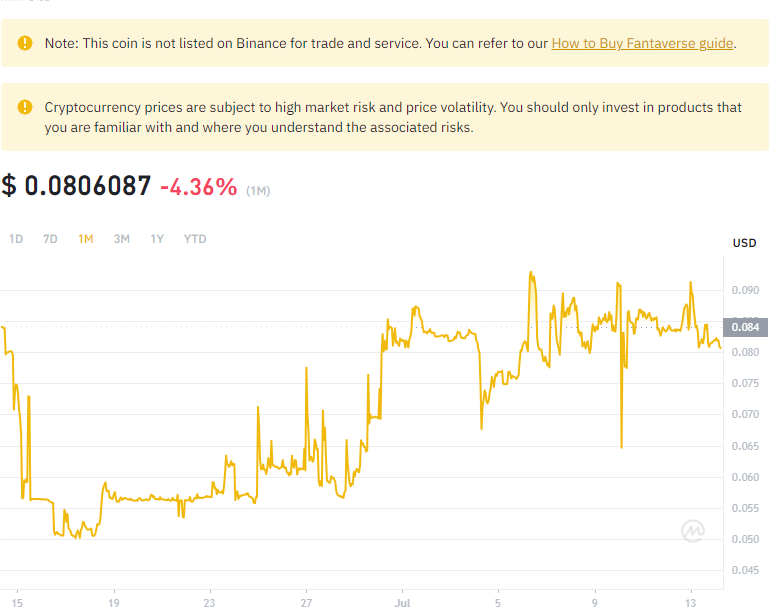 Note: This coin is not listed on Binance for trade and service. You can refer to our How to Buy Fantaverse guide.
Cryptocurrency prices are subject to high market risk and price volatility. You should only invest in products that
you are familiar with and where you understand the associated risks.
$ 0.0806087 -4.36% (1M)
1D 7D 1M 3M 1Y YTD
USD
0.090
0.084
0.080
0.075
0.070
0.065
0.060
0.055
0.050
0.045
15 19 23 27 Jul 5 9 13